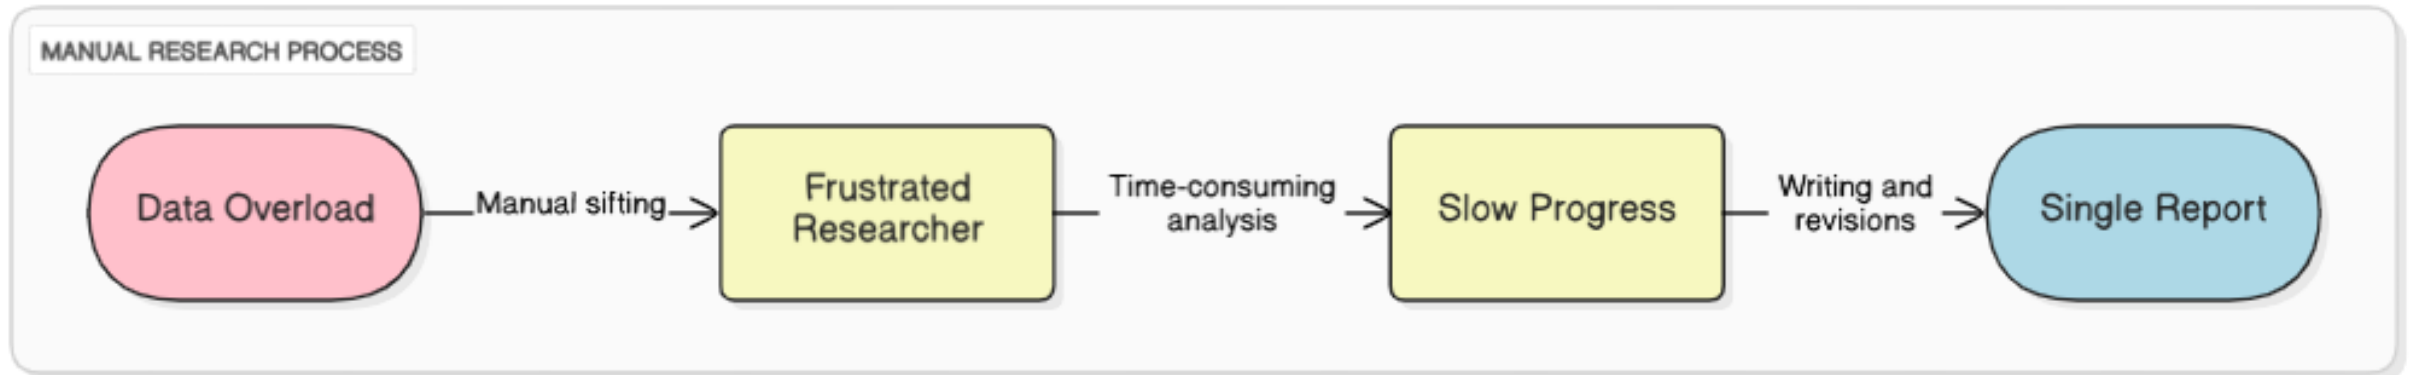 MANUAL RESEARCH PROCESS
Data Overload
Manual sifting
Frustrated
Researcher
Time-consuming
analysis
Slow Progress
Writing and
revisions
Single Report